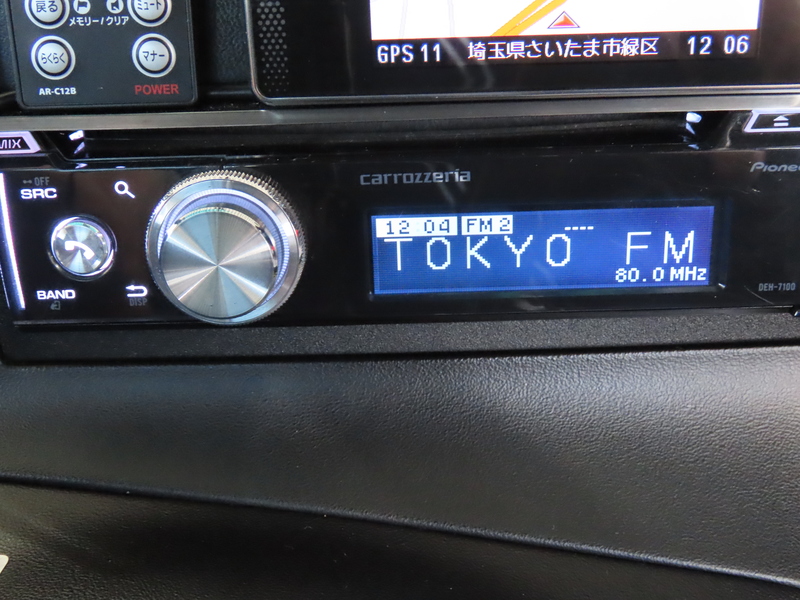 戻る
ミュート
メモリー/クリア
らくらく
マナー
AR-C12B
POWER
GPS 11 埼玉県さいたま市緑区 12 06
MIX
OFF
SRC
carrozzeria
Pioneer
12 04 FM 2
TOKYO FM
80.0 MHz
BAND
DISP
DEH-7100